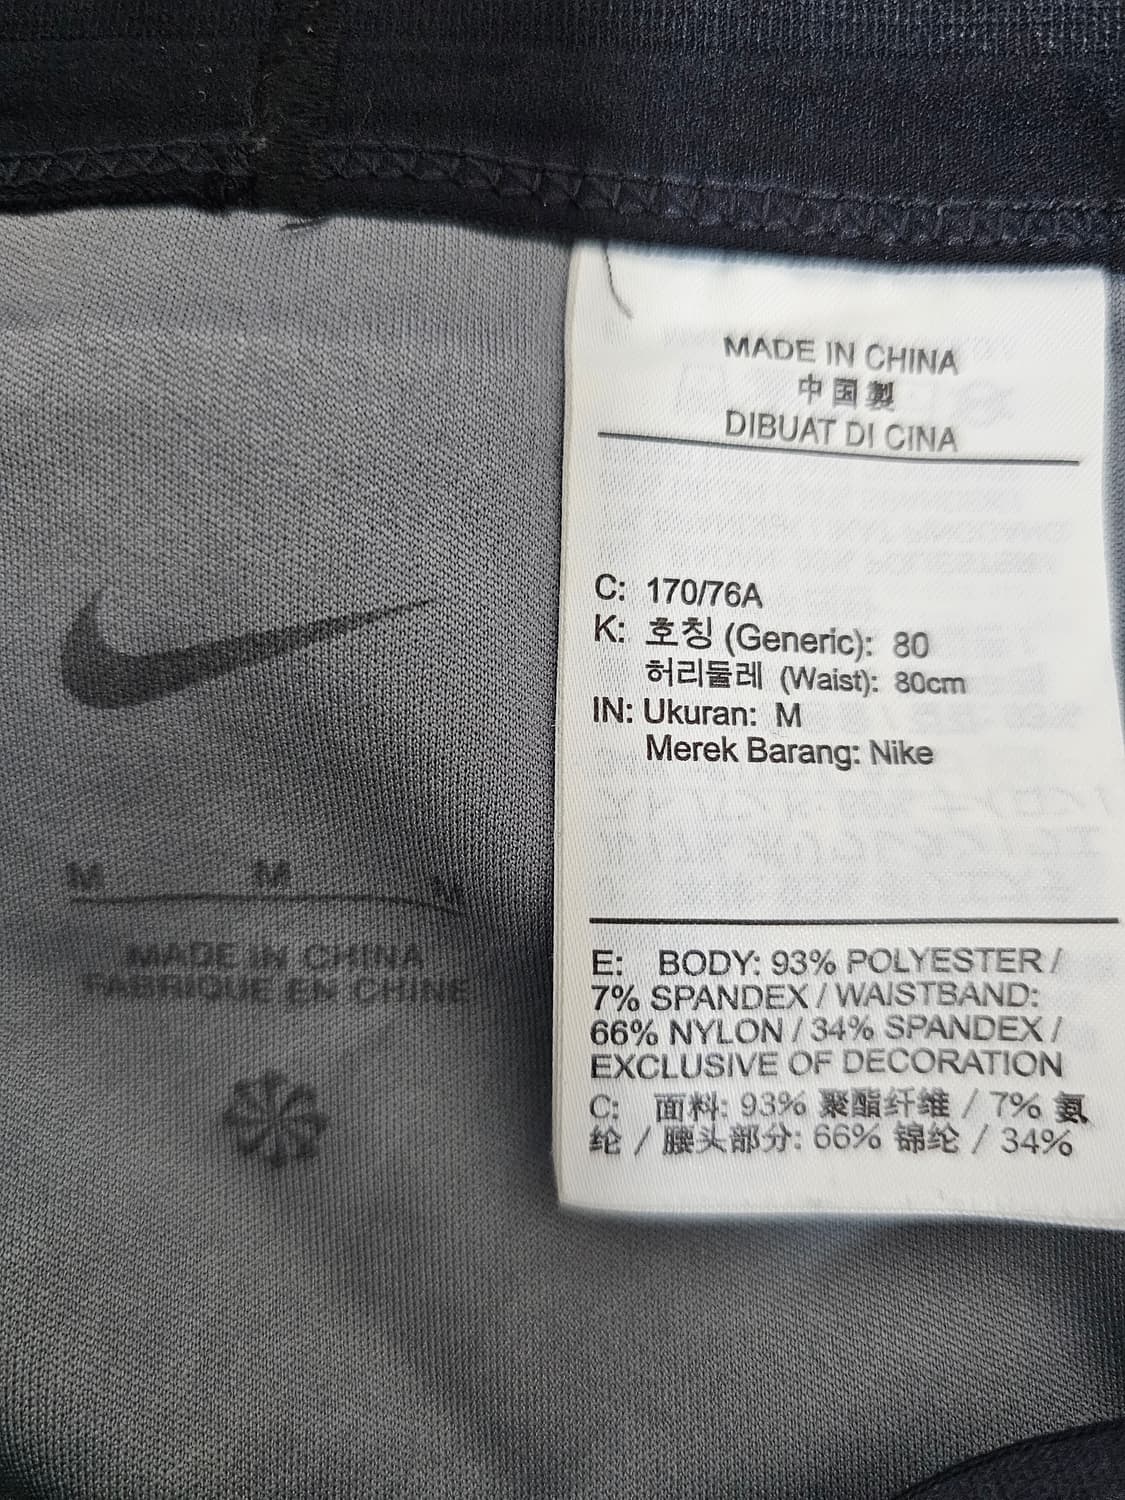 MADE IN CHINA
中国製
DIBUAT DI CINA
C: 170/76A
K: 호칭 (Generic): 80
허리둘레 (Waist): 80cm
IN: Ukuran: M
Merek Barang: Nike
E: BODY: 93% POLYESTER /
7% SPANDEX / WAISTBAND:
66% NYLON / 34% SPANDEX /
EXCLUSIVE OF DECORATION
C: 面料: 93% 聚酯纤维 / 7% 氨
纶 / 腰头部分: 66% 锦纶 / 34%
M M M
MADE IN CHINA
FABRIQUE EN CHINE